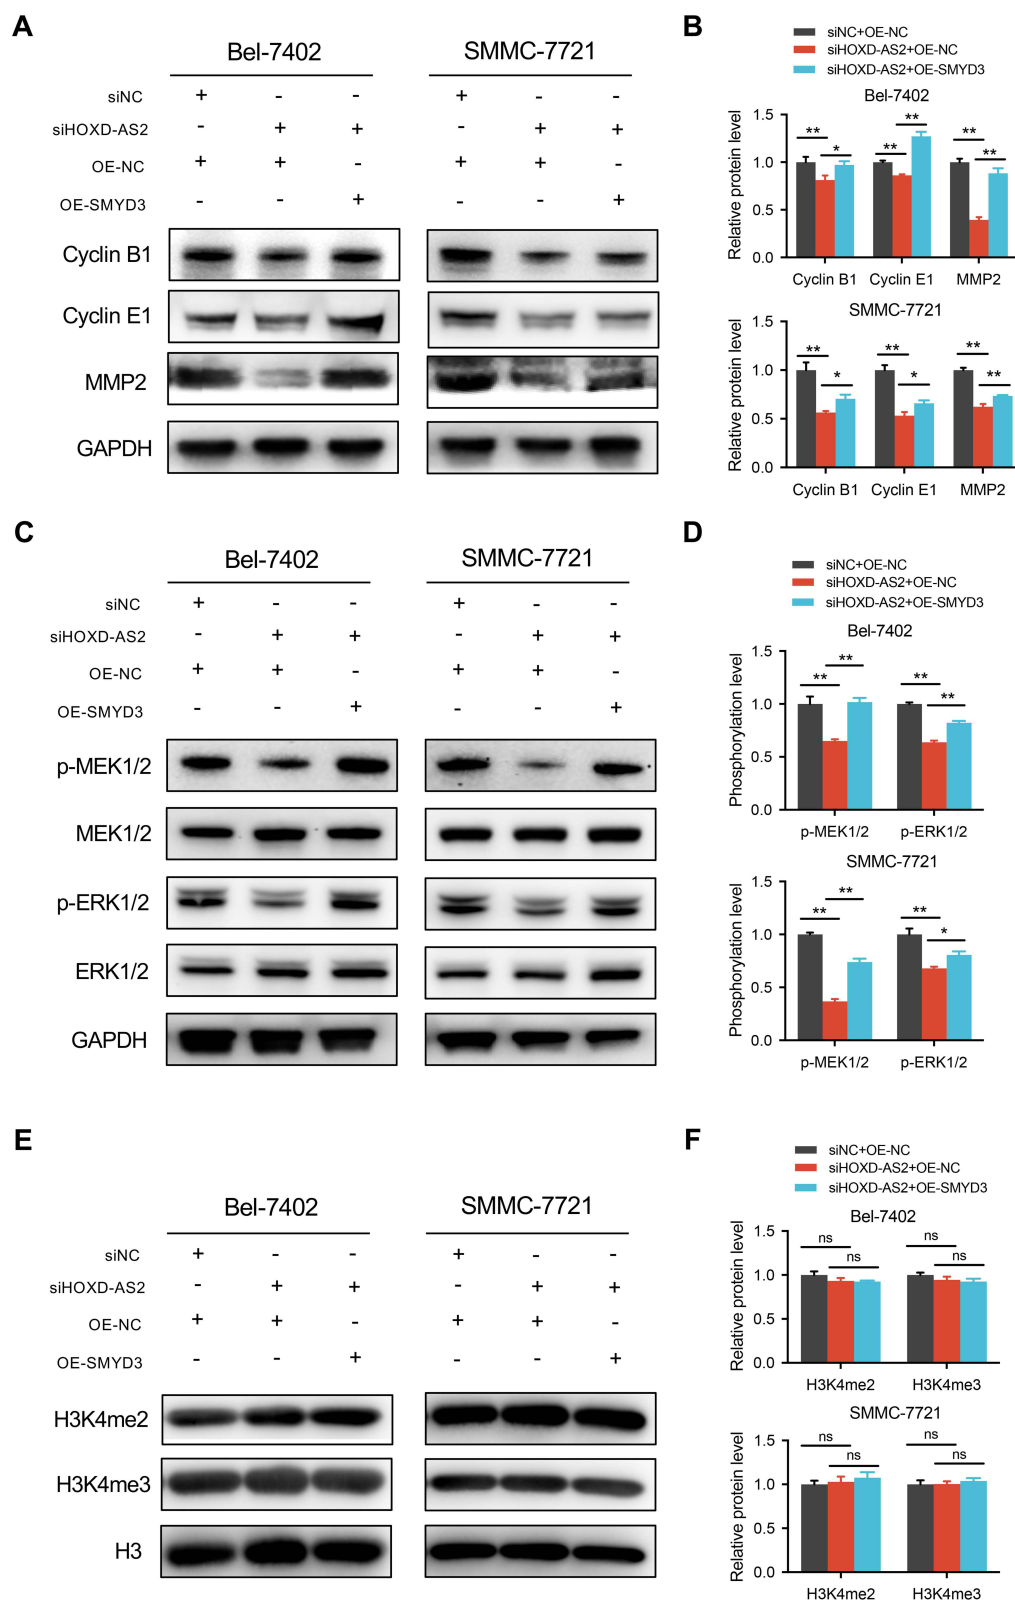 A
Bel-7402 SMMC-7721
siNC + - - + - -
siHOXD-AS2 - + + - + +
OE-NC + + - + + -
OE-SMYD3 - - + - - +
Cyclin B1
Cyclin E1
MMP2
GAPDH
B
siNC+OE-NC
siHOXD-AS2+OE-NC
siHOXD-AS2+OE-SMYD3
Bel-7402
Relative protein level
1.5
1.0
0.5
0.0
** * ** ** ** **
Cyclin B1 Cyclin E1 MMP2
SMMC-7721
Relative protein level
1.5
1.0
0.5
0.0
** * ** * ** **
Cyclin B1 Cyclin E1 MMP2
C
Bel-7402 SMMC-7721
siNC + - - + - -
siHOXD-AS2 - + + - + +
OE-NC + + - + + -
OE-SMYD3 - - + - - +
p-MEK1/2
MEK1/2
p-ERK1/2
ERK1/2
GAPDH
D
siNC+OE-NC
siHOXD-AS2+OE-NC
siHOXD-AS2+OE-SMYD3
Bel-7402
Phosphorylation level
1.5
1.0
0.5
0.0
** ** ** **
p-MEK1/2 p-ERK1/2
SMMC-7721
Phosphorylation level
1.5
1.0
0.5
0.0
** ** ** *
p-MEK1/2 p-ERK1/2
E
Bel-7402 SMMC-7721
siNC + - - + - -
siHOXD-AS2 - + + - + +
OE-NC + + - + + -
OE-SMYD3 - - + - - +
H3K4me2
H3K4me3
H3
F
siNC+OE-NC
siHOXD-AS2+OE-NC
siHOXD-AS2+OE-SMYD3
Bel-7402
Relative protein level
1.5
1.0
0.5
0.0
ns ns ns ns
H3K4me2 H3K4me3
SMMC-7721
Relative protein level
1.5
1.0
0.5
0.0
ns ns ns ns
H3K4me2 H3K4me3